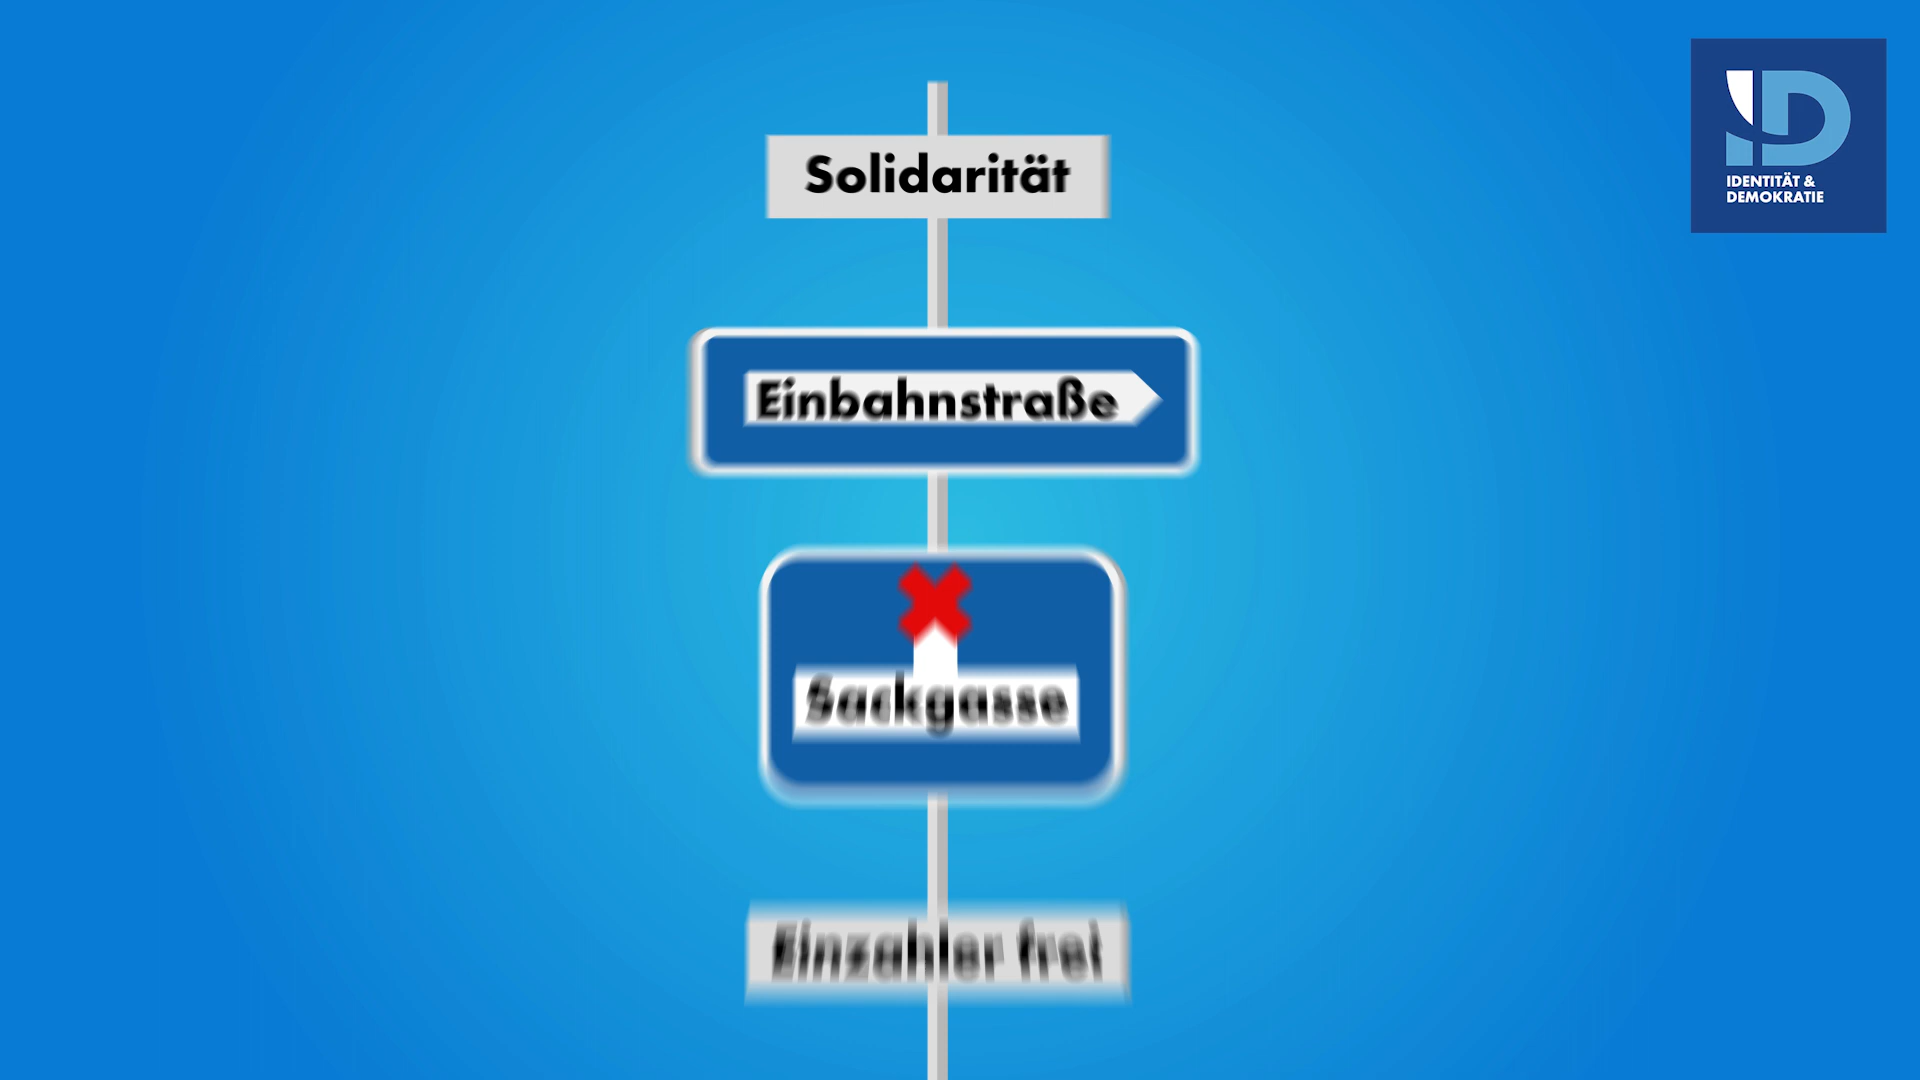 Solidarität
Einbahnstraße
Sackgasse
Einzahler frei
IDENTITÄT &
DEMOKRATIE